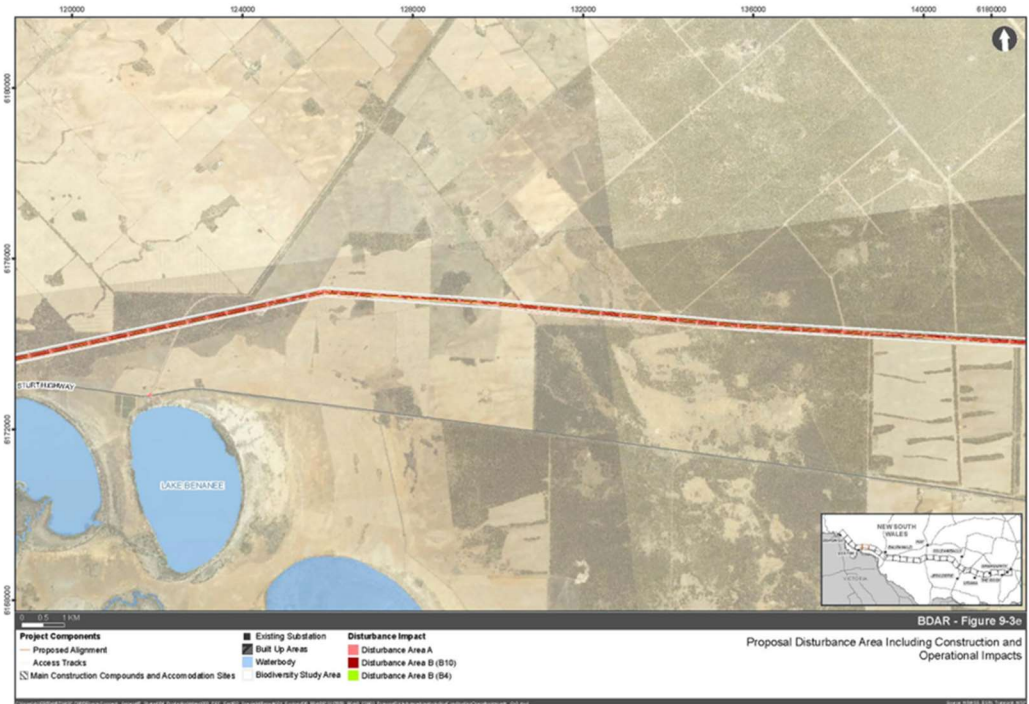 120000 124000 128000 132000 136000 140000 6180000
6180000
6176000
6172000
6168000
STURT HIGHWAY
LAKE BENANEE
NEW SOUTH
WALES
VICTORIA
0 0.5 1 KM
BDAR - Figure 9-3e
Project Components
Proposed Alignment
Access Tracks
Main Construction Compounds and Accomodation Sites
Existing Substation
Built Up Areas
Waterbody
Biodiversity Study Area
Disturbance Impact
Disturbance Area A
Disturbance Area B (B10)
Disturbance Area B (B4)
Proposal Disturbance Area Including Construction and
Operational Impacts